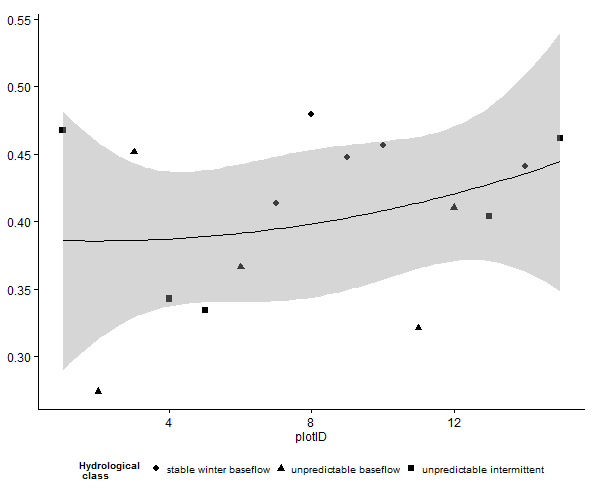 0.55
0.50
0.45
0.40
0.35
0.30
4 8 12
plotID
Hydrological
class
stable winter baseflow unpredictable baseflow unpredictable intermittent